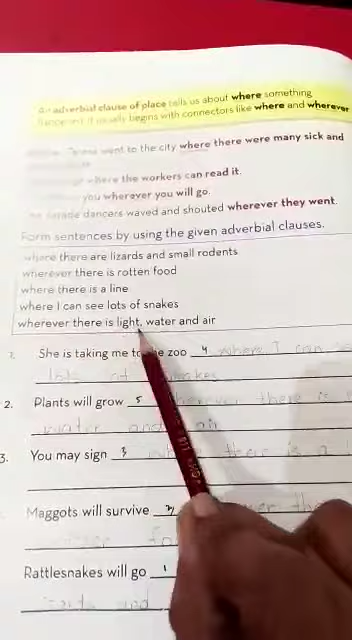 An adverbial clause of place tells us about where something
happened. It usually begins with connectors like where and wherever
went to the city where there were many sick and
where the workers can read it.
you wherever you will go.
dancers waved and shouted wherever they went.
Form sentences by using the given adverbial clauses.
where there are lizards and small rodents
wherever there is rotten food
where there is a line
where I can see lots of snakes
wherever there is light, water and air
1. She is taking me to the zoo 4 where I can
lots of snakes
2. Plants will grow 5 wherever there is
water and air
3. You may sign 3 where there is a
Maggots will survive 2
Rattlesnakes will go 1